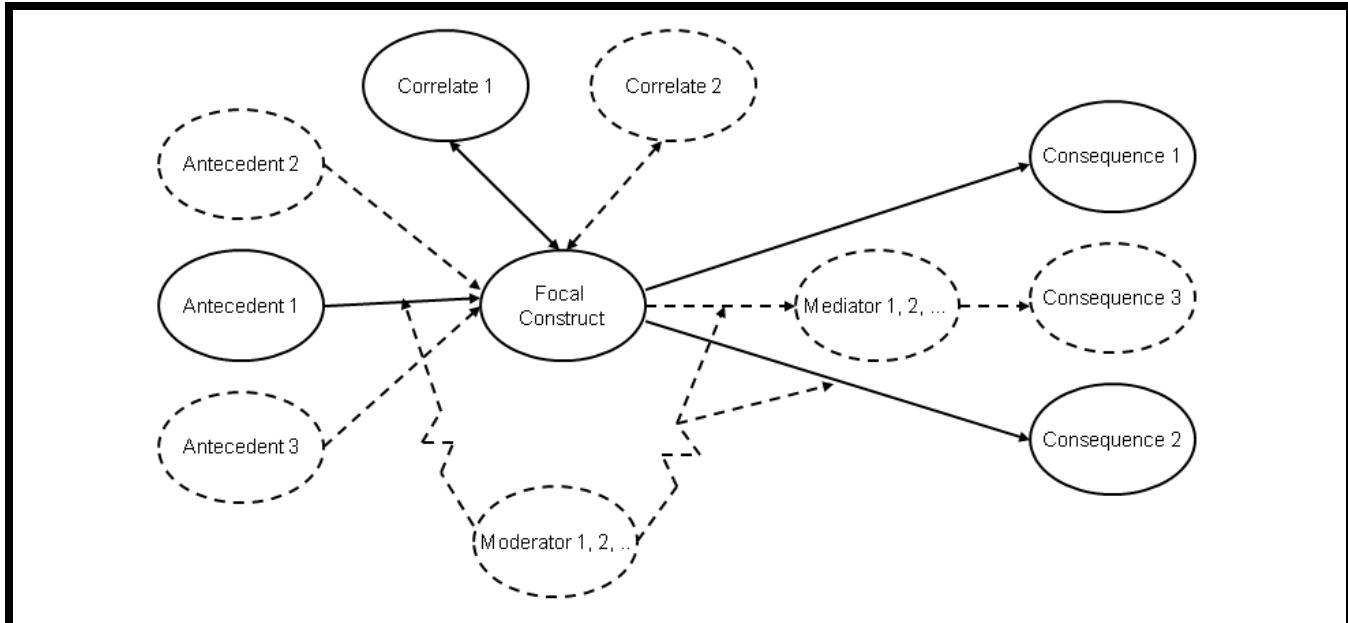 Correlate 1
Correlate 2
Antecedent 2
Consequence 1
Antecedent 1
Focal
Construct
Mediator 1, 2, ...
Consequence 3
Antecedent 3
Consequence 2
Moderator 1, 2, ..